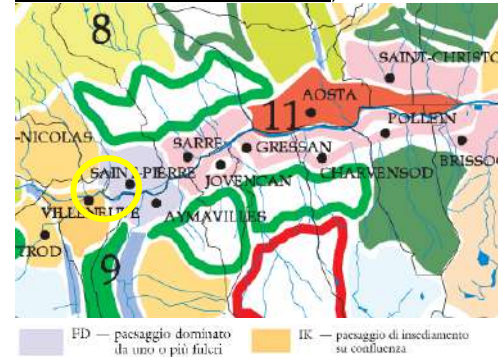 8
SAINT-CHRISTO
AOSTA
11
POLLEIN
-NICOLAS
SARRE
GRESSAN
BRISSO
SAINT-PIERRE
JOVENCAN
CHARVENSOD
VILLENEUVE
AYMAVILLES
TROD
9
FD — paesaggio dominato
da uno o più fulcri
IK — paesaggio di insediamento
su confluenza